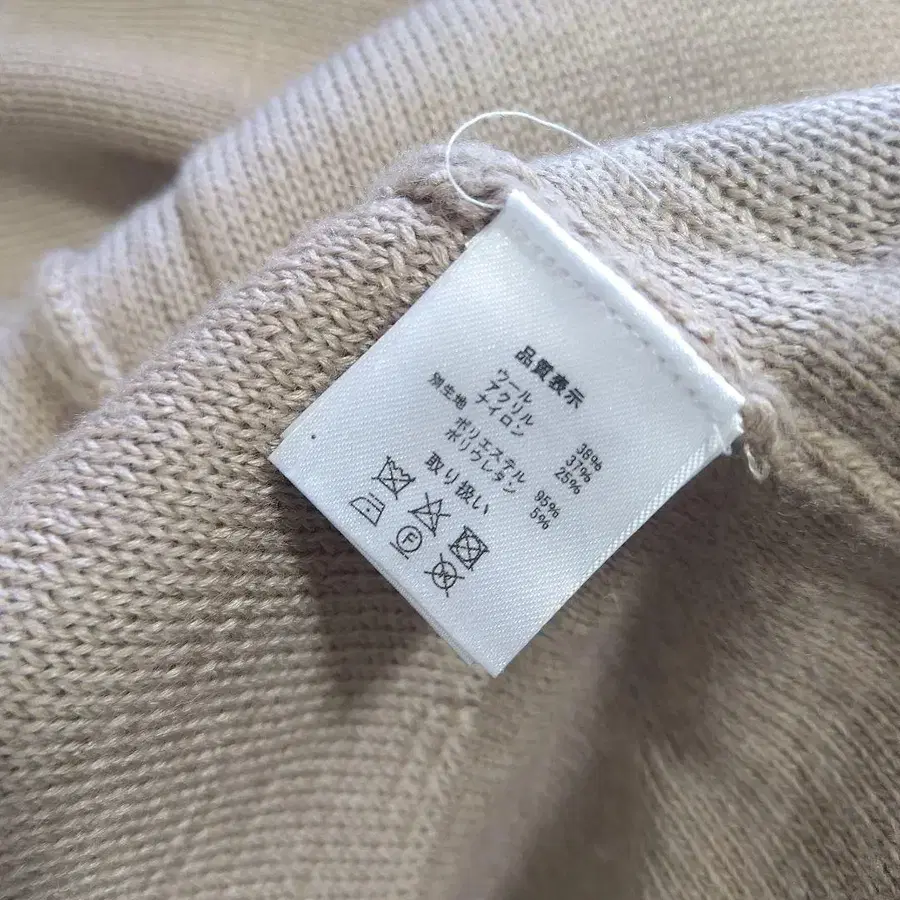 品質表示
ウール 38%
アクリル 37%
ナイロン 25%
別生地
ポリエステル 95%
ポリウレタン 5%
取り扱い
F
W